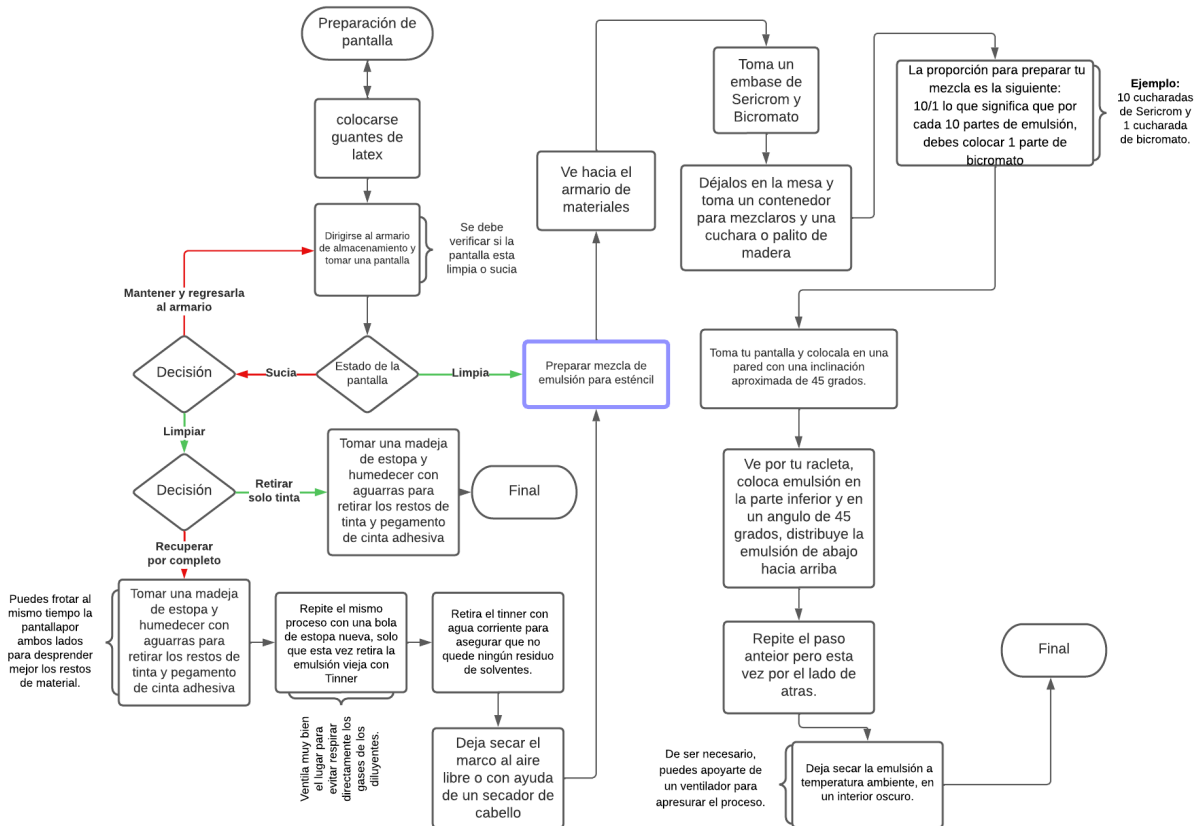 Preparación de
pantalla
colocarse
guantes de
latex
Dirigirse al armario
de almacenamiento y
tomar una pantalla
Se debe
verificar si la
pantalla esta
limpia o sucia
Mantener y regresarla
al armario
Decisión
Sucia
Estado de la
pantalla
Limpia
Preparar mezcla de
emulsión para esténcil
Limpiar
Decisión
Retirar
solo tinta
Tomar una madeja
de estopa y
humedecer con
aguarras para
retirar los restos de
tinta y pegamento
de cinta adhesiva
Final
Recuperar
por completo
Puedes frotar al
mismo tiempo la
pantallapor
ambos lados
para desprender
mejor los restos
de material.
Tomar una madeja
de estopa y
humedecer con
aguarras para
retirar los restos de
tinta y pegamento
de cinta adhesiva
Repite el mismo
proceso con una bola
de estopa nueva, solo
que esta vez retira la
emulsión vieja con
Tinner
Ventila muy bien
el lugar para
evitar respirar
directamente los
gases de los
diluyentes.
Retira el tinner con
agua corriente para
asegurar que no
quede ningún residuo
de solventes.
Deja secar el
marco al aire
libre o con ayuda
de un secador de
cabello
Ve hacia el
armario de
materiales
Toma un
embase de
Sericrom y
Bicromato
Déjalos en la mesa y
toma un contenedor
para mezclaros y una
cuchara o palito de
madera
La proporción para preparar tu
mezcla es la siguiente:
10/1 lo que significa que por
cada 10 partes de emulsión,
debes colocar 1 parte de
bicromato
Ejemplo:
10 cucharadas
de Sericrom y
1 cucharada
de bicromato.
Toma tu pantalla y colocala en una
pared con una inclinación
aproximada de 45 grados.
Ve por tu racleta,
coloca emulsión en
la parte inferior y en
un angulo de 45
grados, distribuye la
emulsión de abajo
hacia arriba
Repite el paso
anteior pero esta
vez por el lado de
atras.
De ser necesario,
puedes apoyarte de
un ventilador para
apresurar el proceso.
Deja secar la emulsión a
temperatura ambiente, en
un interior oscuro.
Final